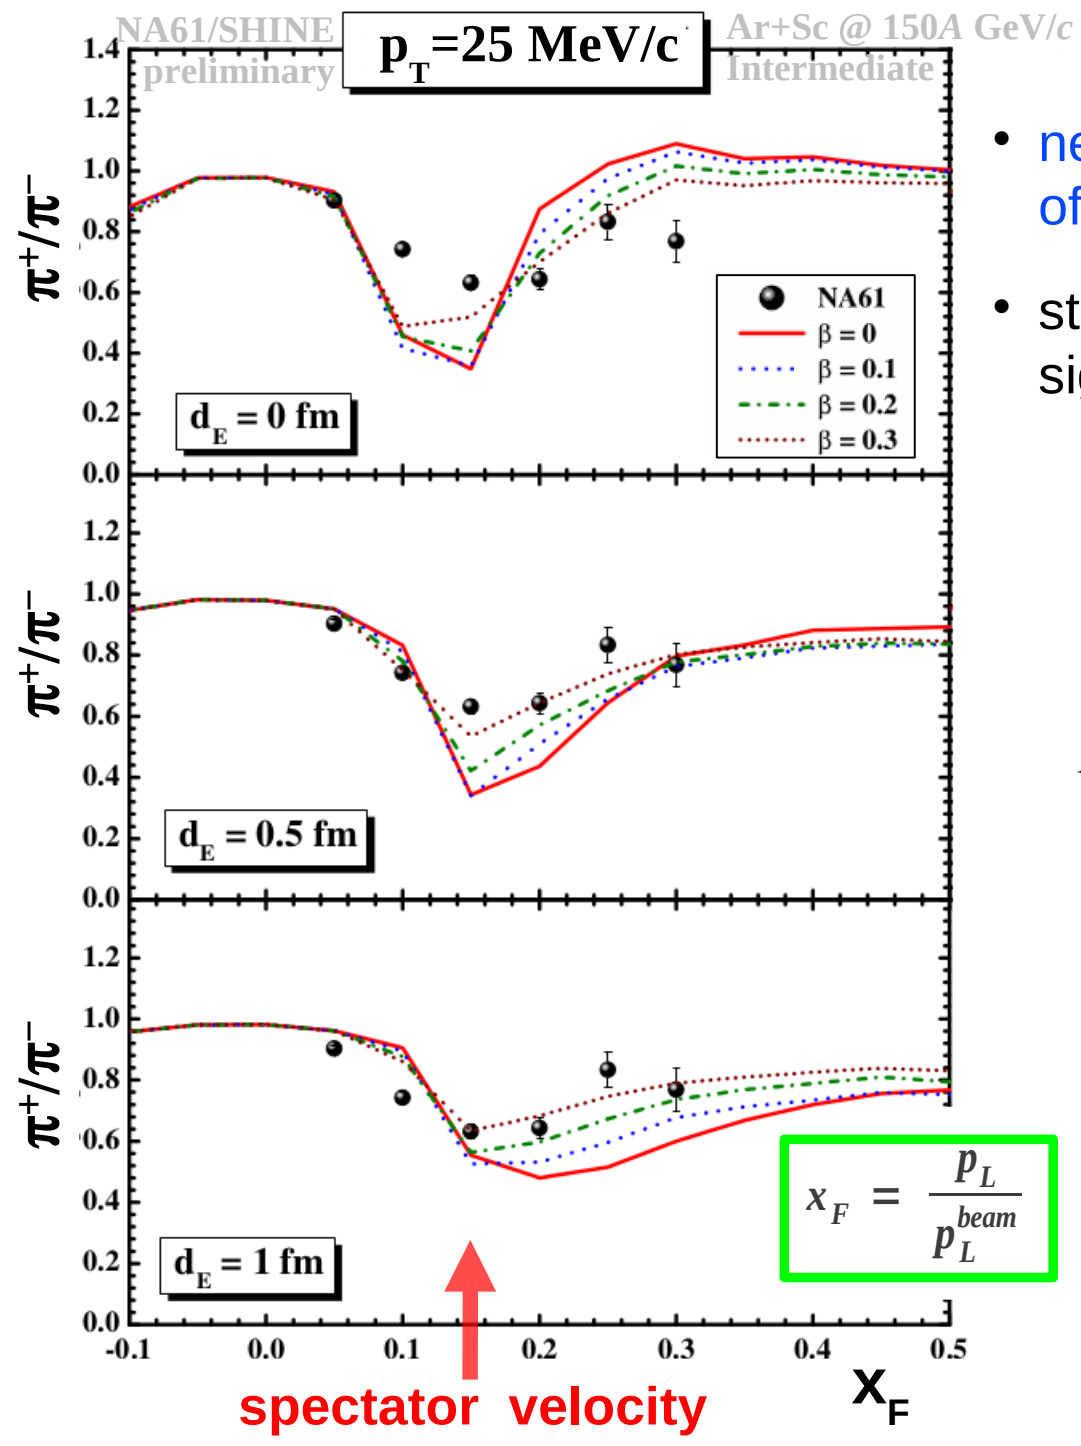 NA61/SHINE
preliminary
p_T=25 MeV/c
Ar+Sc @ 150A GeV/c
Intermediate
1.4
1.2
1.0
0.8
0.6
0.4
0.2
0.0
π⁺/π⁻
NA61
β = 0
β = 0.1
β = 0.2
β = 0.3
d_E = 0 fm
• ne
of
• st
sig
1.2
1.0
0.8
0.6
0.4
0.2
0.0
π⁺/π⁻
d_E = 0.5 fm
1.2
1.0
0.8
0.6
0.4
0.2
0.0
π⁺/π⁻
d_E = 1 fm
x_F = p_L / p_L^beam
-0.1 0.0 0.1 0.2 0.3 0.4 0.5
x_F
spectator velocity